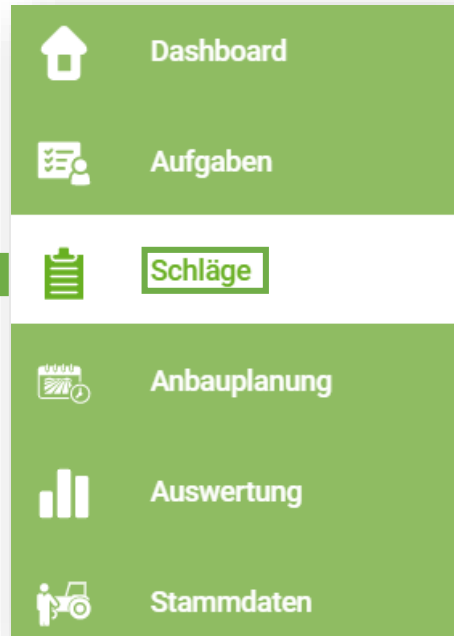 Dashboard
Aufgaben
Schläge
Anbauplanung
Auswertung
Stammdaten